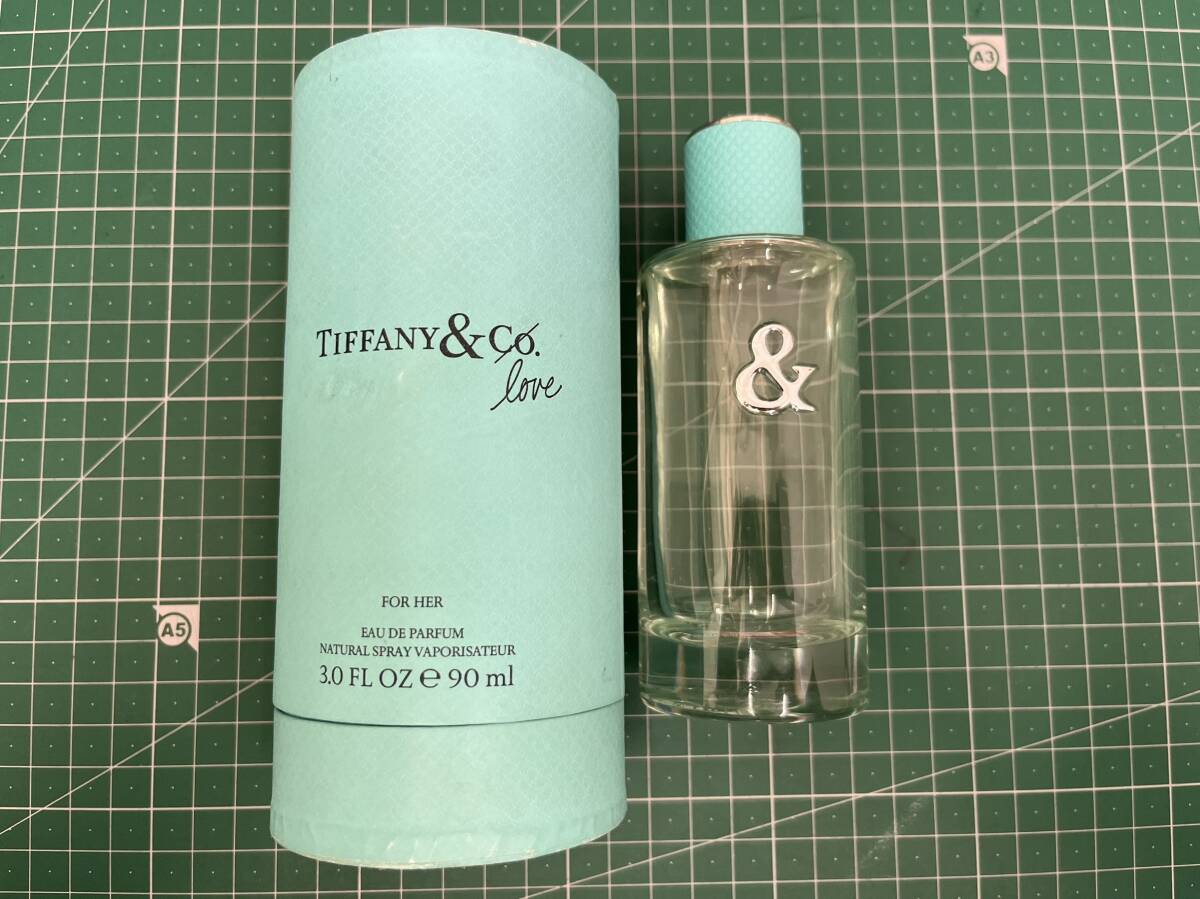 TIFFANY & Co.
love
FOR HER
EAU DE PARFUM
NATURAL SPRAY VAPORISATEUR
3.0 FL OZ ℮ 90 ml
&
A3
A5